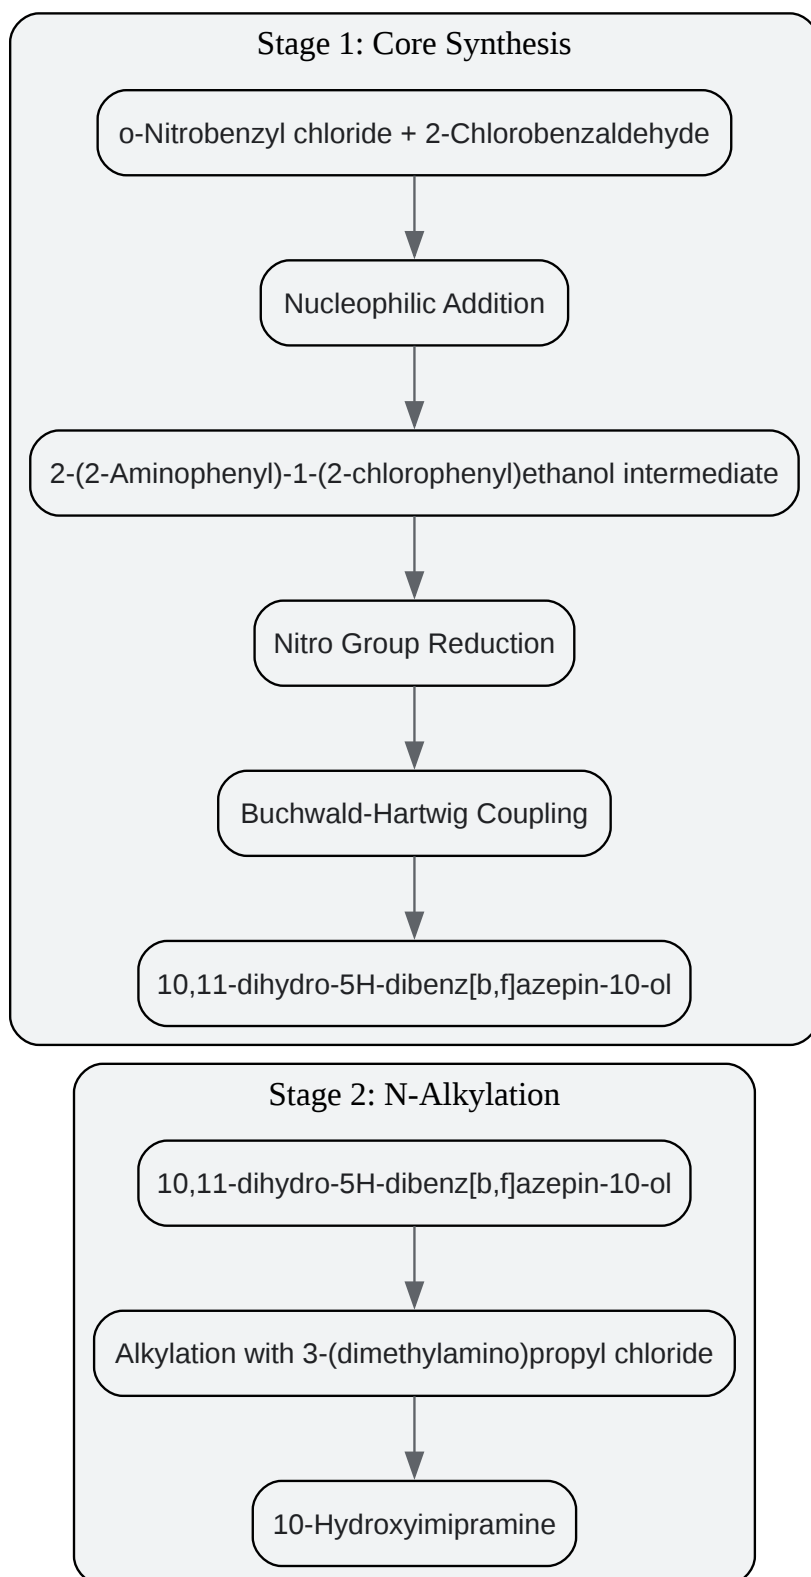 Stage 1: Core Synthesis
o-Nitrobenzyl chloride + 2-Chlorobenzaldehyde
Nucleophilic Addition
2-(2-Aminophenyl)-1-(2-chlorophenyl)ethanol intermediate
Nitro Group Reduction
Buchwald-Hartwig Coupling
10,11-dihydro-5H-dibenz[b,f]azepin-10-ol
Stage 2: N-Alkylation
10,11-dihydro-5H-dibenz[b,f]azepin-10-ol
Alkylation with 3-(dimethylamino)propyl chloride
10-Hydroxyimipramine